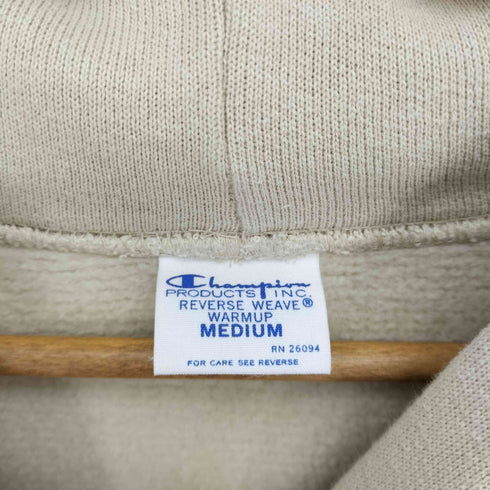 Champion
PRODUCTS INC.
REVERSE WEAVE®
WARMUP
MEDIUM
RN 26094
FOR CARE SEE REVERSE